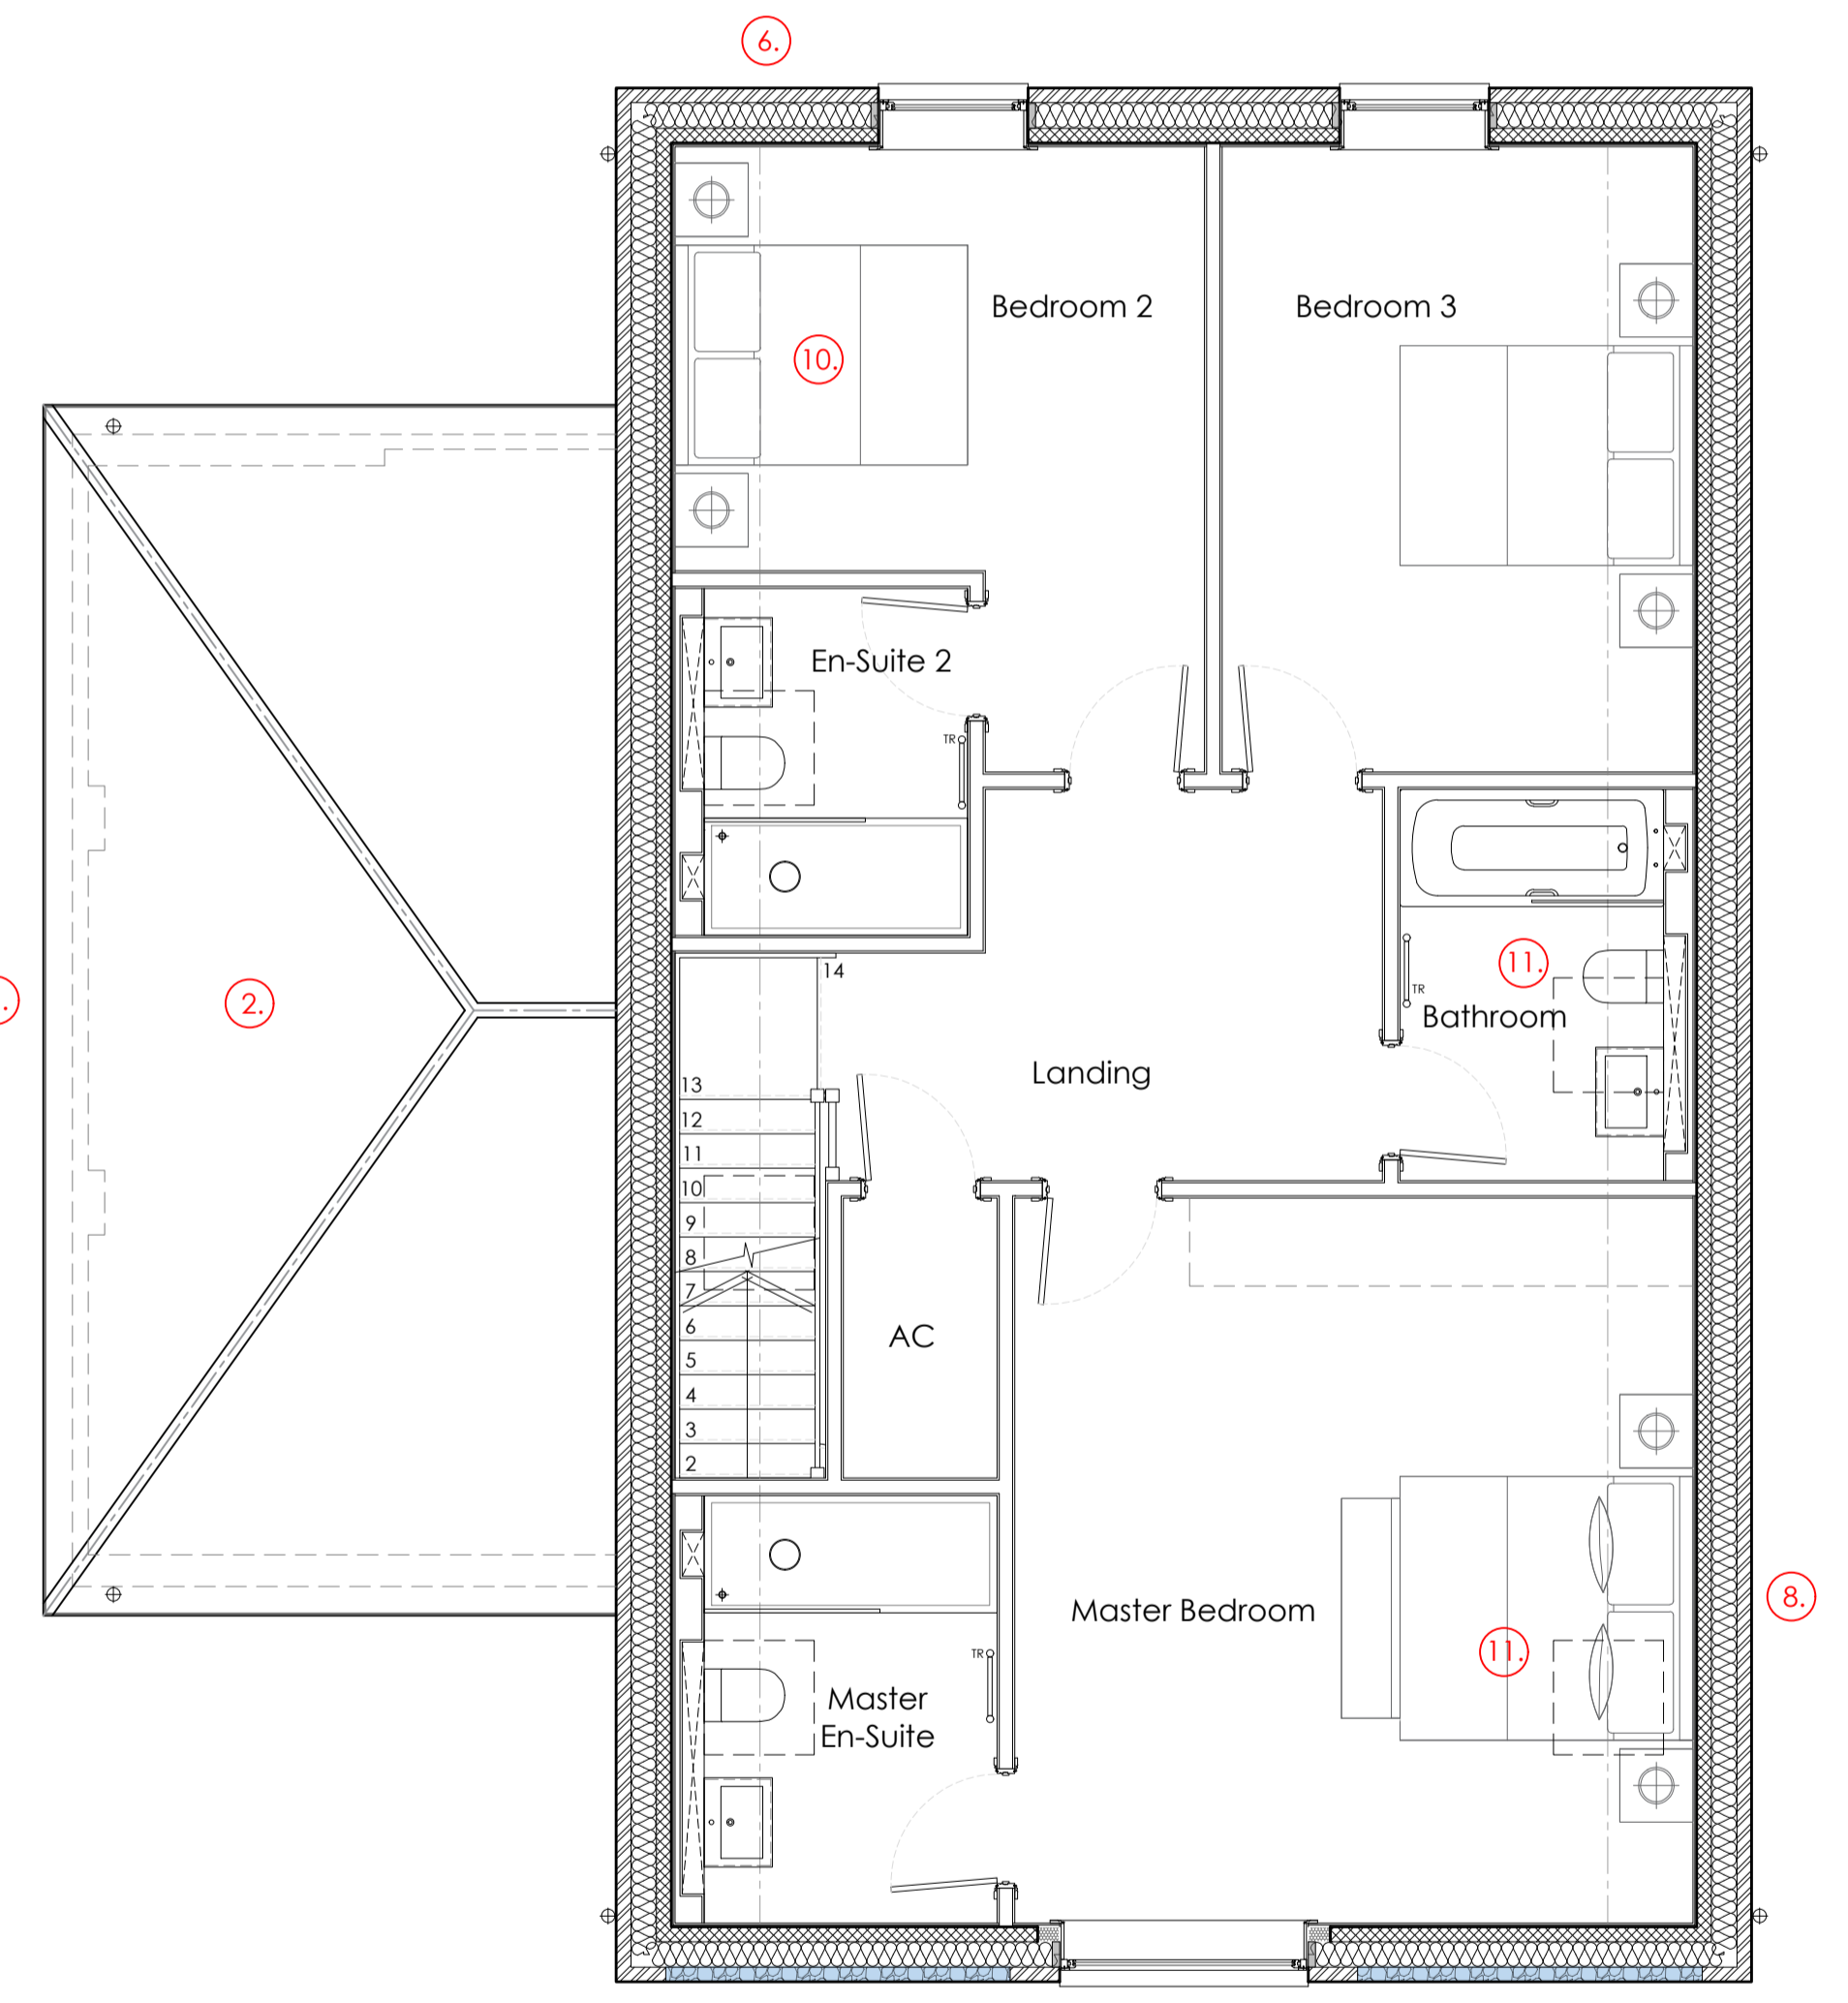 6.
Bedroom 2
Bedroom 3
10.
En-Suite 2
TR
14
11.
2.
TR
Bathroom
Landing
13
12
11
10
9
8
7
6
AC
5
4
3
2
8.
Master Bedroom
11.
TR
Master
En-Suite